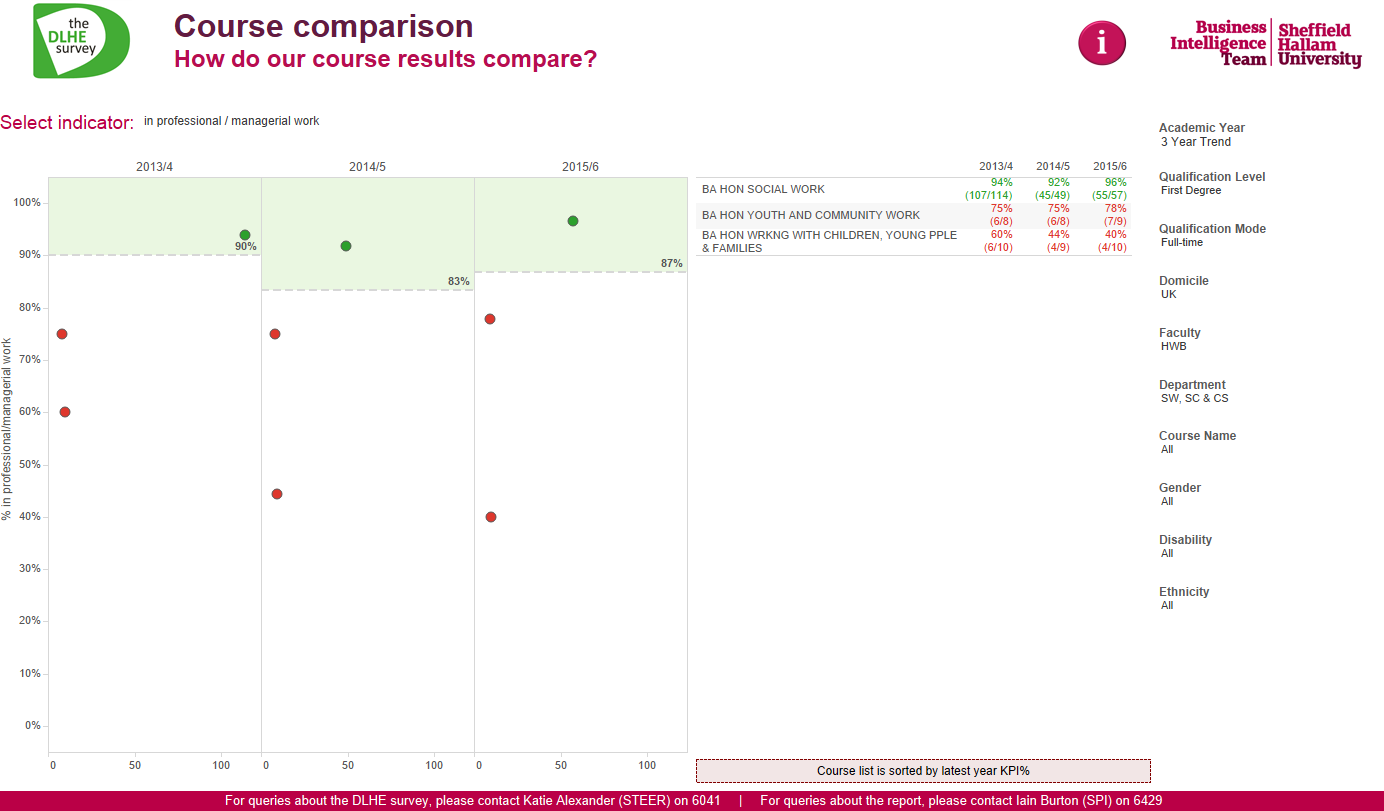 the
DLHE
survey
Course comparison
How do our course results compare?
i
Business
Intelligence
Team
Sheffield
Hallam
University
Select indicator: in professional / managerial work
2013/4 2014/5 2015/6
% in professional/managerial work
100%
90%
80%
70%
60%
50%
40%
30%
20%
10%
0%
90%
83%
87%
0 50 100 0 50 100 0 50 100
2013/4 2014/5 2015/6
BA HON SOCIAL WORK 94% 92% 96%
(107/114) (45/49) (55/57)
BA HON YOUTH AND COMMUNITY WORK 75% 75% 78%
(6/8) (6/8) (7/9)
BA HON WRKNG WITH CHILDREN, YOUNG PPLE 60% 44% 40%
& FAMILIES (6/10) (4/9) (4/10)
Course list is sorted by latest year KPI%
Academic Year
3 Year Trend
Qualification Level
First Degree
Qualification Mode
Full-time
Domicile
UK
Faculty
HWB
Department
SW, SC & CS
Course Name
All
Gender
All
Disability
All
Ethnicity
All
For queries about the DLHE survey, please contact Katie Alexander (STEER) on 6041 | For queries about the report, please contact Iain Burton (SPI) on 6429